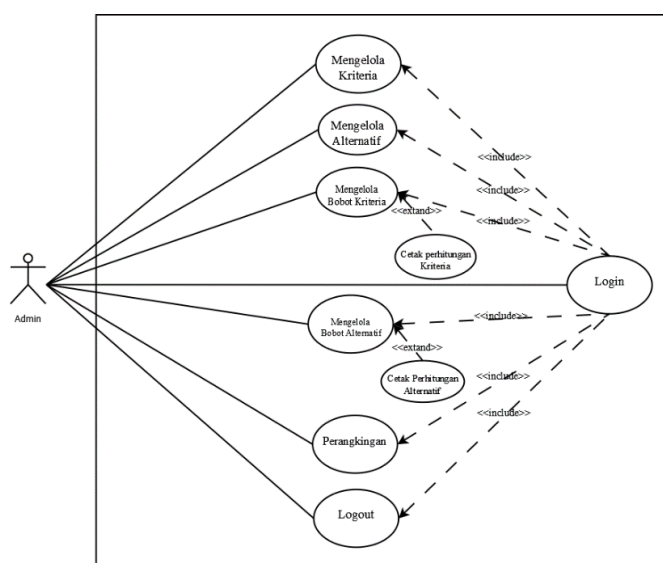 Mengelola
Kriteria
Mengelola
Alternatif
<<include>>
Mengelola
Bobot Kriteria
<<include>>
<<extand>>
<<include>>
Cetak perhitungan
Kriteria
Login
Admin
Mengelola
Bobot Alternatif
<<include>>
<<extand>>
Cetak Perhitungan
Alternatif
<<include>>
<<include>>
Perangkingan
Logout